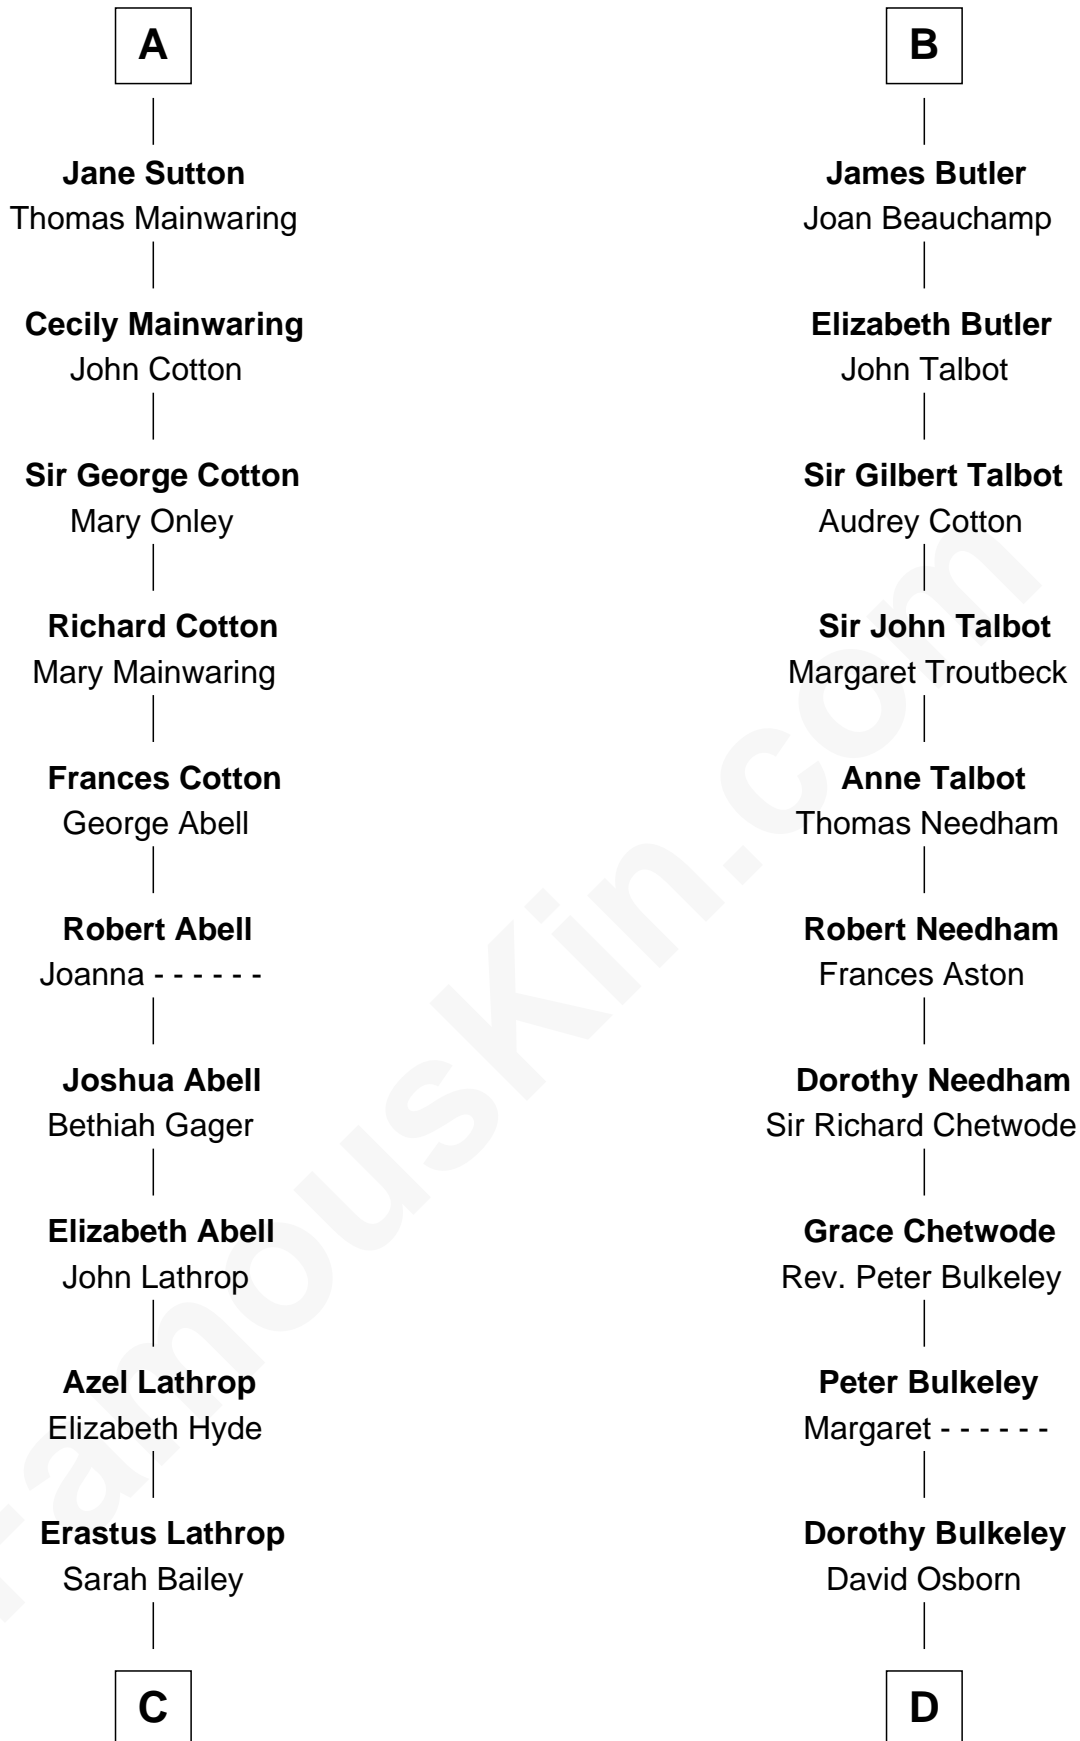 A
Jane Sutton
Thomas Mainwaring
Cecily Mainwaring
John Cotton
Sir George Cotton
Mary Onley
Richard Cotton
Mary Mainwaring
Frances Cotton
George Abell
Robert Abell
Joanna - - - - - -
Joshua Abell
Bethiah Gager
Elizabeth Abell
John Lathrop
Azel Lathrop
Elizabeth Hyde
Erastus Lathrop
Sarah Bailey
C
B
James Butler
Joan Beauchamp
Elizabeth Butler
John Talbot
Sir Gilbert Talbot
Audrey Cotton
Sir John Talbot
Margaret Troutbeck
Anne Talbot
Thomas Needham
Robert Needham
Frances Aston
Dorothy Needham
Sir Richard Chetwode
Grace Chetwode
Rev. Peter Bulkeley
Peter Bulkeley
Margaret - - - - - -
Dorothy Bulkeley
David Osborn
D
FamousKin.com